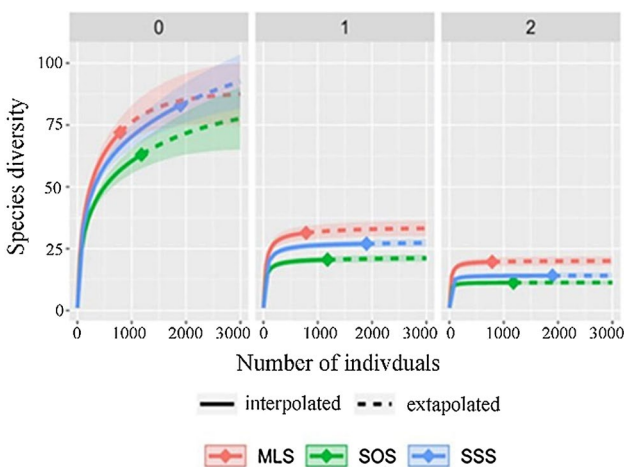 0 1 2
Species diversity
100
75
50
25
0
0 1000 2000 3000 0 1000 2000 3000 0 1000 2000 3000
Number of indivduals
interpolated extapolated
MLS SOS SSS